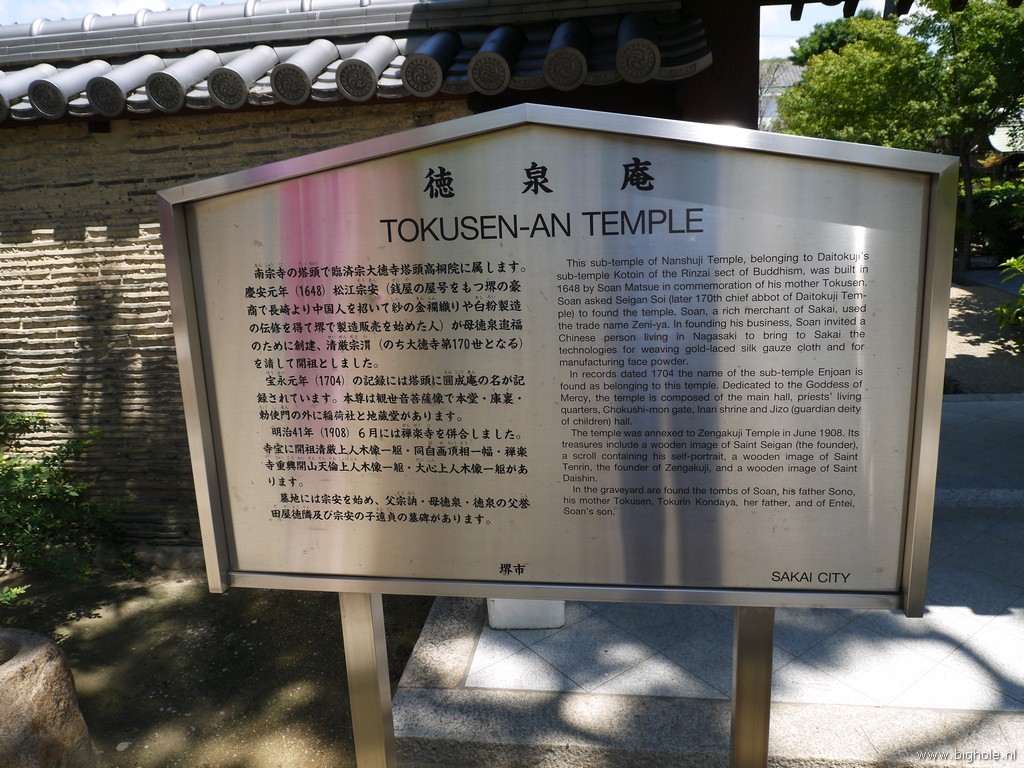 徳泉庵
TOKUSEN-AN TEMPLE
南宗寺の塔頭で臨済宗大徳寺塔頭高桐院に属します。
慶安元年（1648）松江宗安（銭屋の屋号をもつ堺の豪
商で長崎より中国人を招いて紗の金襴織りや白粉製造
の伝修を得て堺で製造販売を始めた人）が母徳泉追福
のために創建、清厳宗渭（のち大徳寺第170世となる）
を請して開祖としました。
宝永元年（1704）の記録には塔頭に圓成庵の名が記
録されています。本尊は観世音菩薩像で本堂・庫裏・
勅使門の外に稲荷社と地蔵堂があります。
明治41年（1908）６月には禅楽寺を併合しました。
寺宝に開祖清厳上人木像一躯・同自画頂相一幅・禅楽
寺重興開山天倫上人木像一躯・大心上人木像一躯があ
ります。
墓地には宗安を始め、父宗訥・母徳泉・徳泉の父誉
田屋徳隣及び宗安の子遠貞の墓碑があります。
堺市
This sub-temple of Nanshuji Temple, belonging to Daitokuji's
sub-temple Kotoin of the Rinzai sect of Buddhism, was built in
1648 by Soan Matsue in commemoration of his mother Tokusen.
Soan asked Seigan Soi (later 170th chief abbot of Daitokuji Tem-
ple) to found the temple. Soan, a rich merchant of Sakai, used
the trade name Zeni-ya. In founding his business, Soan invited a
Chinese person living in Nagasaki to bring to Sakai the
technologies for weaving gold-laced silk gauze cloth and for
manufacturing face powder.
In records dated 1704 the name of the sub-temple Enjoan is
found as belonging to this temple. Dedicated to the Goddess of
Mercy, the temple is composed of the main hall, priests' living
quarters, Chokushi-mon gate, Inari shrine and Jizo (guardian deity
of children) hall.
The temple was annexed to Zengakuji Temple in June 1908. Its
treasures include a wooden image of Saint Seigan (the founder),
a scroll containing his self-portrait, a wooden image of Saint
Tenrin, the founder of Zengakuji, and a wooden image of Saint
Daishin.
In the graveyard are found the tombs of Soan, his father Sono,
his mother Tokusen, Tokurin Kondaya, her father, and of Entei,
Soan's son.
SAKAI CITY
www.bighole.nl